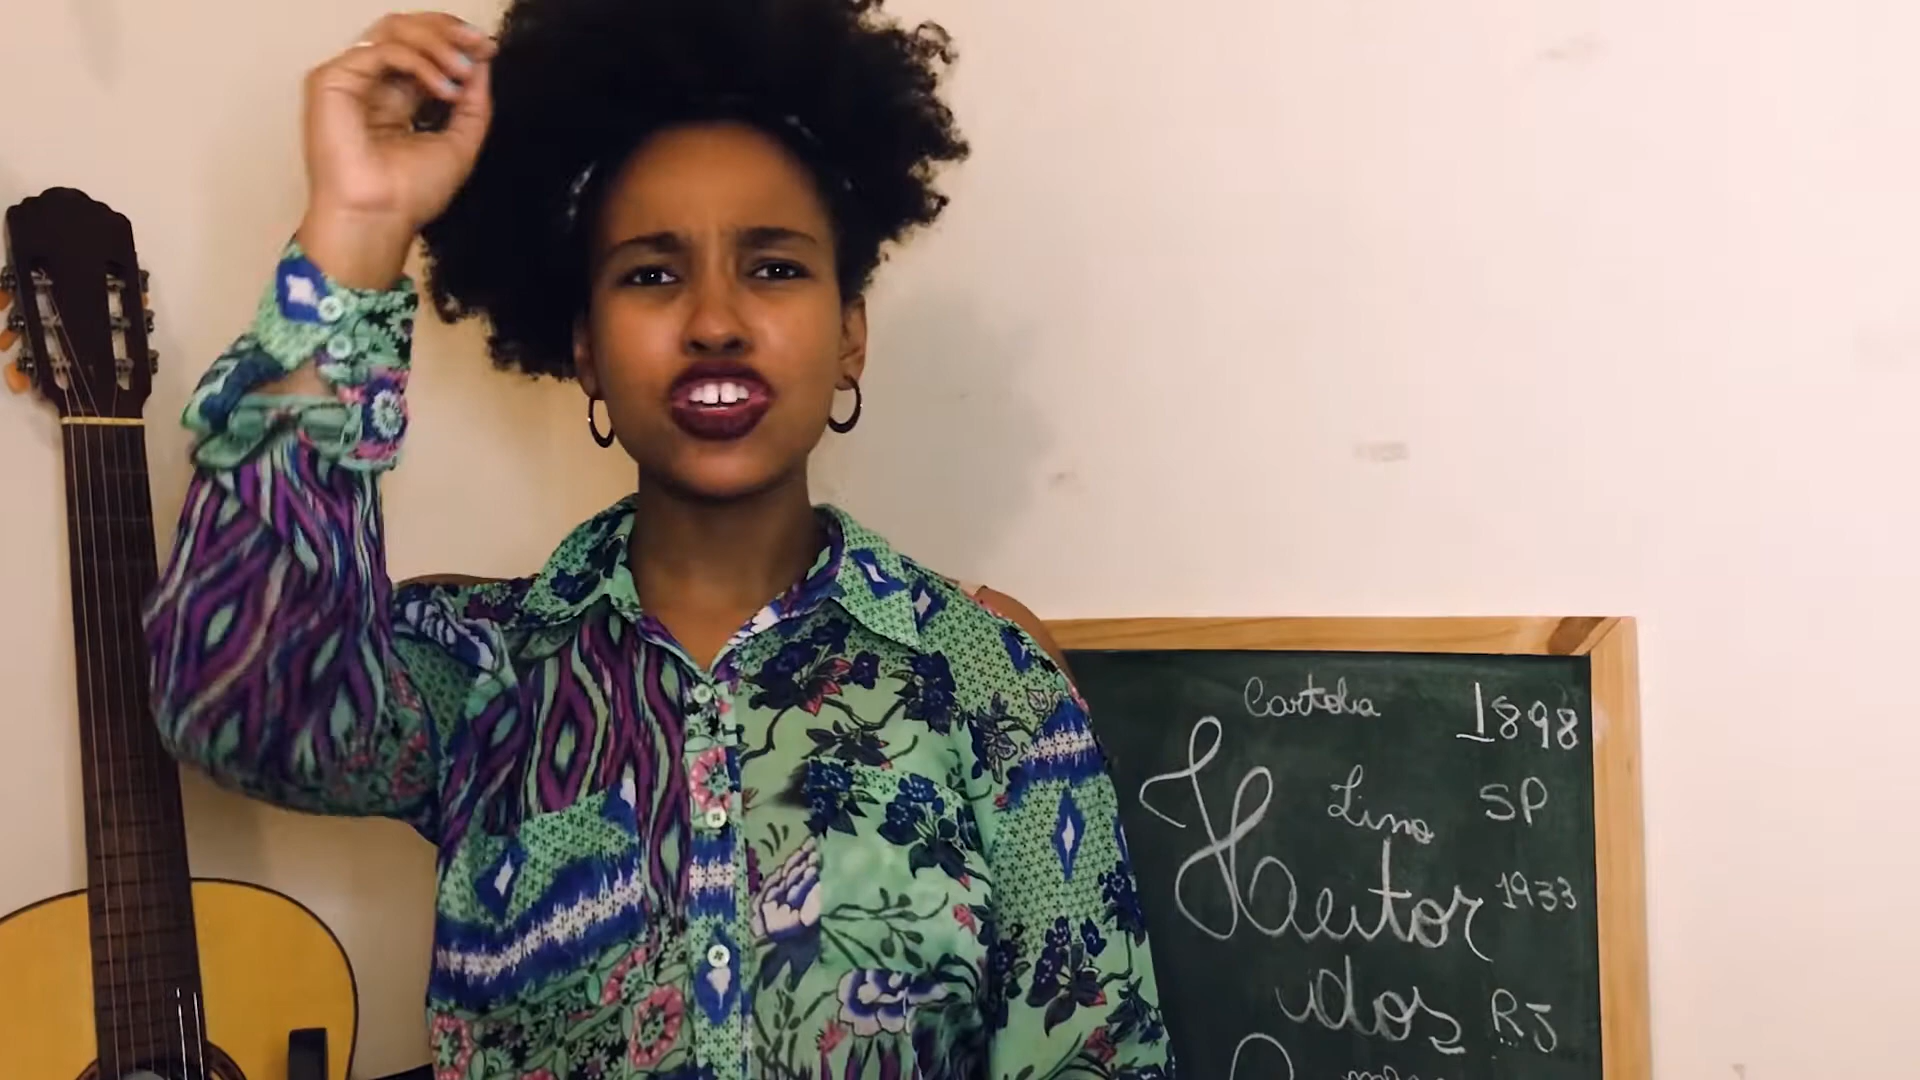 Cartola 1898
Lino SP
Heitor 1933
dos RJ